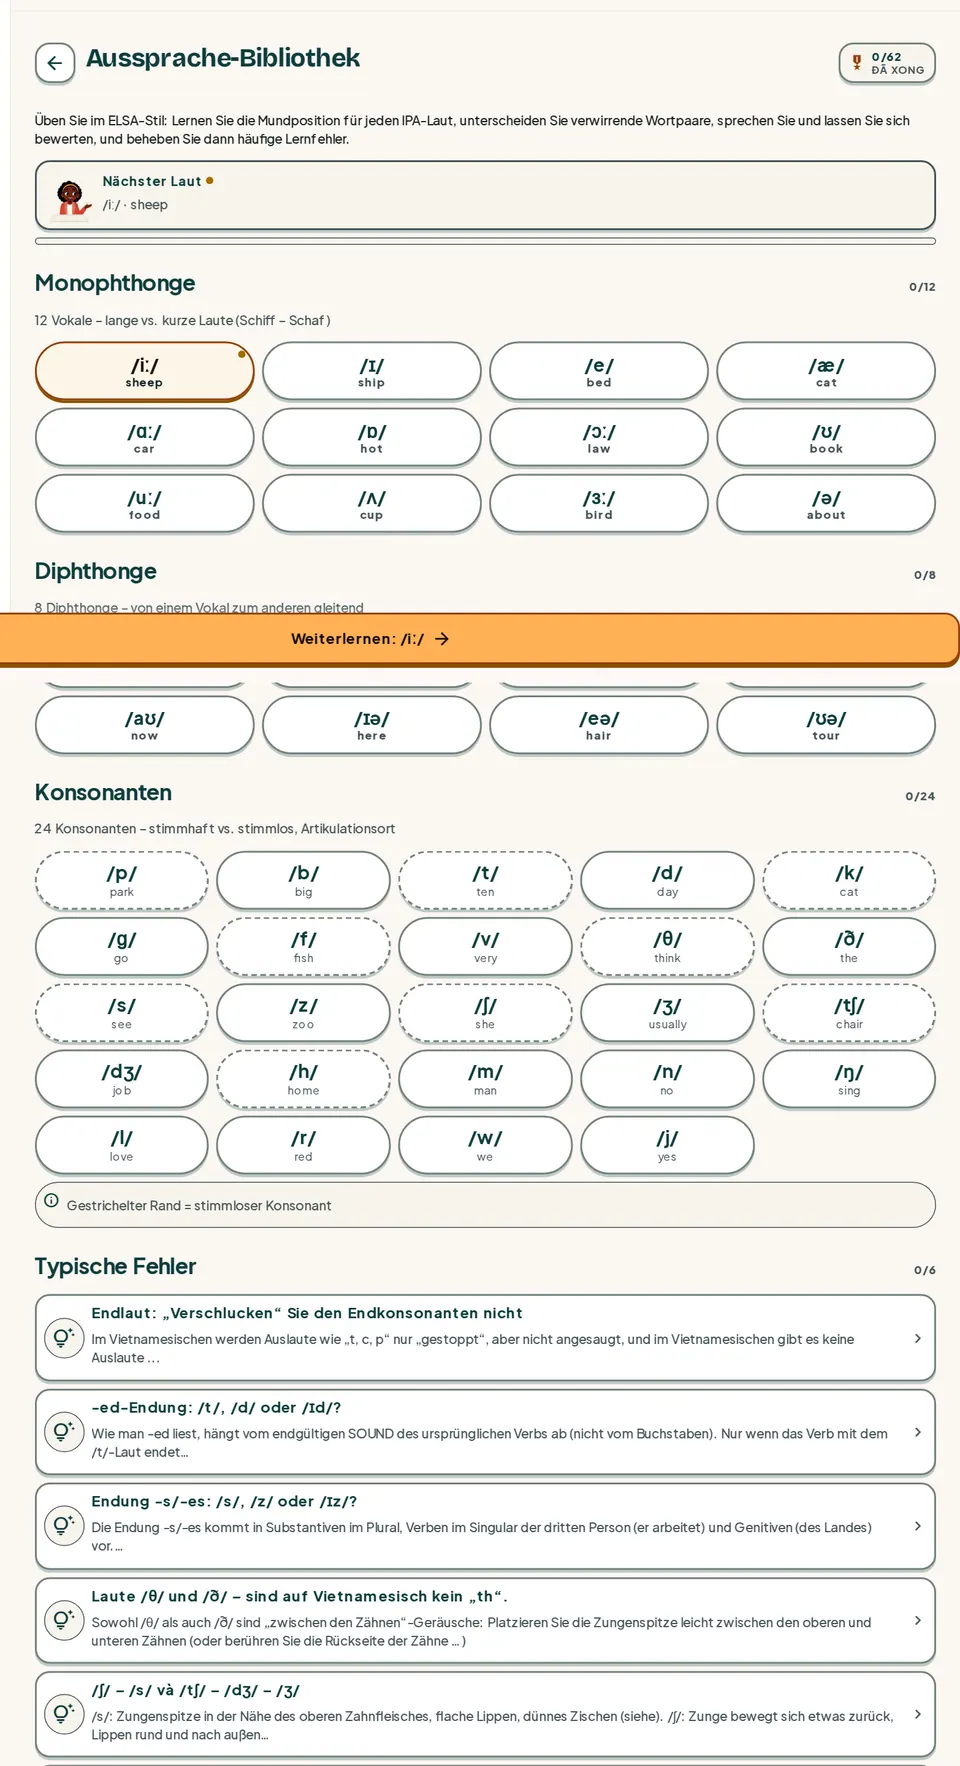 Aussprache-Bibliothek
0/62
ĐÃ XONG
Üben Sie im ELSA-Stil: Lernen Sie die Mundposition für jeden IPA-Laut, unterscheiden Sie verwirrende Wortpaare, sprechen Sie und lassen Sie sich
bewerten, und beheben Sie dann häufige Lernfehler.
Nächster Laut
/iː/ · sheep
Monophthonge
0/12
12 Vokale – lange vs. kurze Laute (Schiff – Schaf)
/iː/ /ɪ/ /e/ /æ/
sheep ship bed cat
/ɑː/ /ɒ/ /ɔː/ /ʊ/
car hot law book
/uː/ /ʌ/ /ɜː/ /ə/
food cup bird about
Diphthonge
0/8
8 Diphthonge – von einem Vokal zum anderen gleitend
Weiterlernen: /iː/ →
/aʊ/ /ɪə/ /eə/ /ʊə/
now here hair tour
Konsonanten
0/24
24 Konsonanten – stimmhaft vs. stimmlos, Artikulationsort
/p/ /b/ /t/ /d/ /k/
park big ten day cat
/g/ /f/ /v/ /θ/ /ð/
go fish very think the
/s/ /z/ /ʃ/ /ʒ/ /tʃ/
see zoo she usually chair
/dʒ/ /h/ /m/ /n/ /ŋ/
job home man no sing
/l/ /r/ /w/ /j/
love red we yes
Gestrichelter Rand = stimmloser Konsonant
Typische Fehler
0/6
Endlaut: „Verschlucken“ Sie den Endkonsonanten nicht
Im Vietnamesischen werden Auslaute wie „t, c, p“ nur „gestoppt“, aber nicht angesaugt, und im Vietnamesischen gibt es keine
Auslaute ...
-ed-Endung: /t/, /d/ oder /ɪd/?
Wie man -ed liest, hängt vom endgültigen SOUND des ursprünglichen Verbs ab (nicht vom Buchstaben). Nur wenn das Verb mit dem
/t/-Laut endet…
Endung -s/-es: /s/, /z/ oder /ɪz/?
Die Endung -s/-es kommt in Substantiven im Plural, Verben im Singular der dritten Person (er arbeitet) und Genitiven (des Landes)
vor. …
Laute /θ/ und /ð/ – sind auf Vietnamesisch kein „th“.
Sowohl /θ/ als auch /ð/ sind „zwischen den Zähnen“-Geräusche: Platzieren Sie die Zungenspitze leicht zwischen den oberen und
unteren Zähnen (oder berühren Sie die Rückseite der Zähne … )
/ʃ/ – /s/ và /tʃ/ – /dʒ/ – /ʒ/
/s/: Zungenspitze in der Nähe des oberen Zahnfleisches, flache Lippen, dünnes Zischen (siehe). /ʃ/: Zunge bewegt sich etwas zurück,
Lippen rund und nach außen…